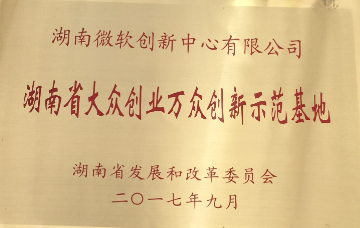 湖南微软创新中心有限公司
湖南省大众创业万众创新示范基地
湖南省发展和改革委员会
二〇一七年九月